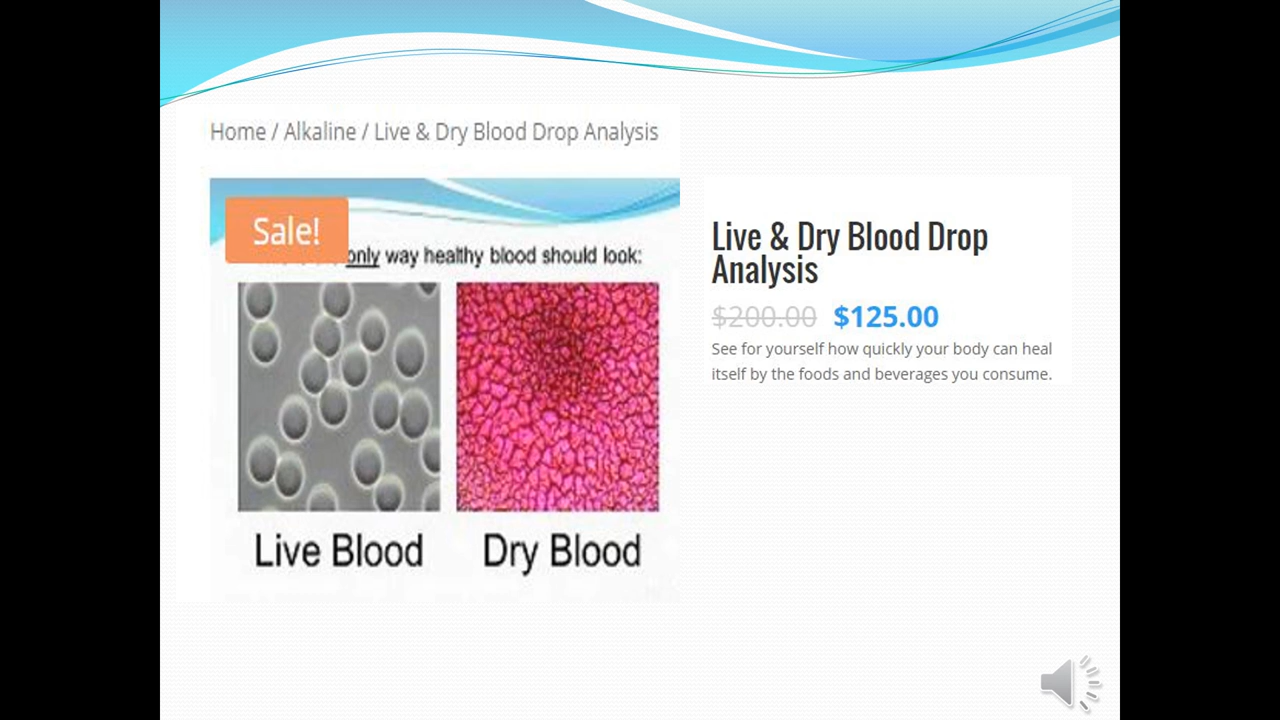 Home / Alkaline / Live & Dry Blood Drop Analysis
Sale!
only way healthy blood should look:
Live Blood
Dry Blood
Live & Dry Blood Drop
Analysis
$200.00 $125.00
See for yourself how quickly your body can heal
itself by the foods and beverages you consume.